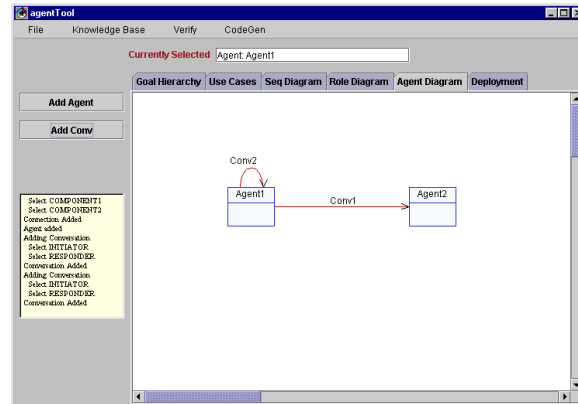 agentTool
File Knowledge Base Verify CodeGen
Currently Selected Agent: Agent1
Goal Hierarchy Use Cases Seq Diagram Role Diagram Agent Diagram Deployment
Add Agent
Add Conv
Conv2
Agent1
Conv1
Agent2
Select COMPONENT1
Select COMPONENT2
Connection Added
Agent added
Adding Conversation
Select INITIATOR
Select RESPONDER
Conversation Added
Adding Conversation
Select INITIATOR
Select RESPONDER
Conversation Added